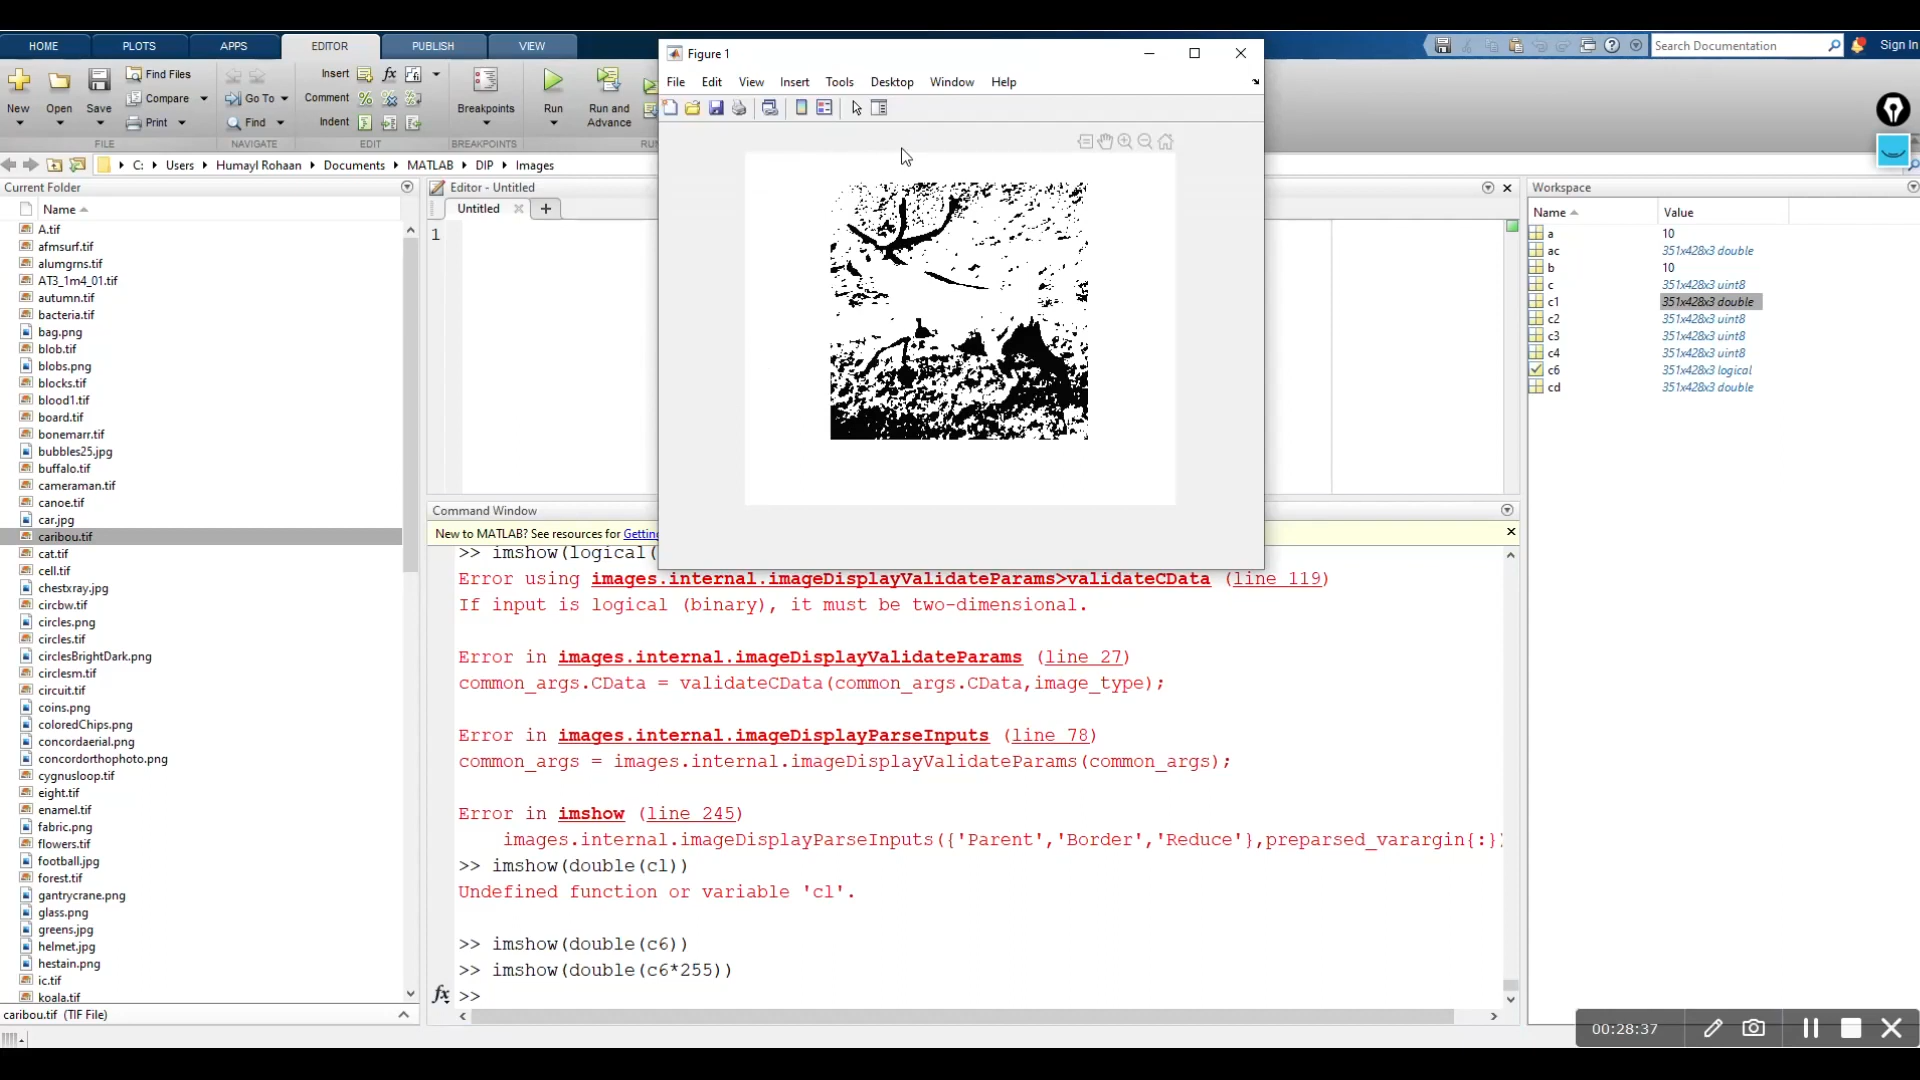 HOME PLOTS APPS EDITOR PUBLISH VIEW
Search Documentation
Sign In
New
Open
Save
Find Files
Compare
Print
FILE
Go To
Find
NAVIGATE
Insert
fx
Comment
Indent
EDIT
Breakpoints
BREAKPOINTS
Run
Run and
Advance
RUN
Figure 1
File Edit View Insert Tools Desktop Window Help
C: Users Humayl Rohaan Documents MATLAB DIP Images
Current Folder
Name
A.tif
afmsurf.tif
alumgrns.tif
AT3_1m4_01.tif
autumn.tif
bacteria.tif
bag.png
blob.tif
blobs.png
blocks.tif
blood1.tif
board.tif
bonemarr.tif
bubbles25.jpg
buffalo.tif
cameraman.tif
canoe.tif
car.jpg
caribou.tif
cat.tif
cell.tif
chestxray.jpg
circbw.tif
circles.png
circles.tif
circlesBrightDark.png
circlesm.tif
circuit.tif
coins.png
coloredChips.png
concordaerial.png
concordorthophoto.png
cygnusloop.tif
eight.tif
enamel.tif
fabric.png
flowers.tif
football.jpg
forest.tif
gantrycrane.png
glass.png
greens.jpg
helmet.jpg
hestain.png
ic.tif
koala.tif
caribou.tif (TIF File)
Editor - Untitled
Untitled
1
Command Window
New to MATLAB? See resources for Getting
>> imshow(logical(
Error using images.internal.imageDisplayValidateParams>validateCData (line 119)
If input is logical (binary), it must be two-dimensional.
Error in images.internal.imageDisplayValidateParams (line 27)
common_args.CData = validateCData(common_args.CData,image_type);
Error in images.internal.imageDisplayParseInputs (line 78)
common_args = images.internal.imageDisplayValidateParams(common_args);
Error in imshow (line 245)
images.internal.imageDisplayParseInputs({'Parent','Border','Reduce'},preparsed_varargin{:})
>> imshow(double(cl))
Undefined function or variable 'cl'.
>> imshow(double(c6))
>> imshow(double(c6*255))
fx >>
Workspace
Name Value
a 10
ac 351x428x3 double
b 10
c 351x428x3 uint8
c1 351x428x3 double
c2 351x428x3 uint8
c3 351x428x3 uint8
c4 351x428x3 uint8
c6 351x428x3 logical
cd 351x428x3 double
00:28:37